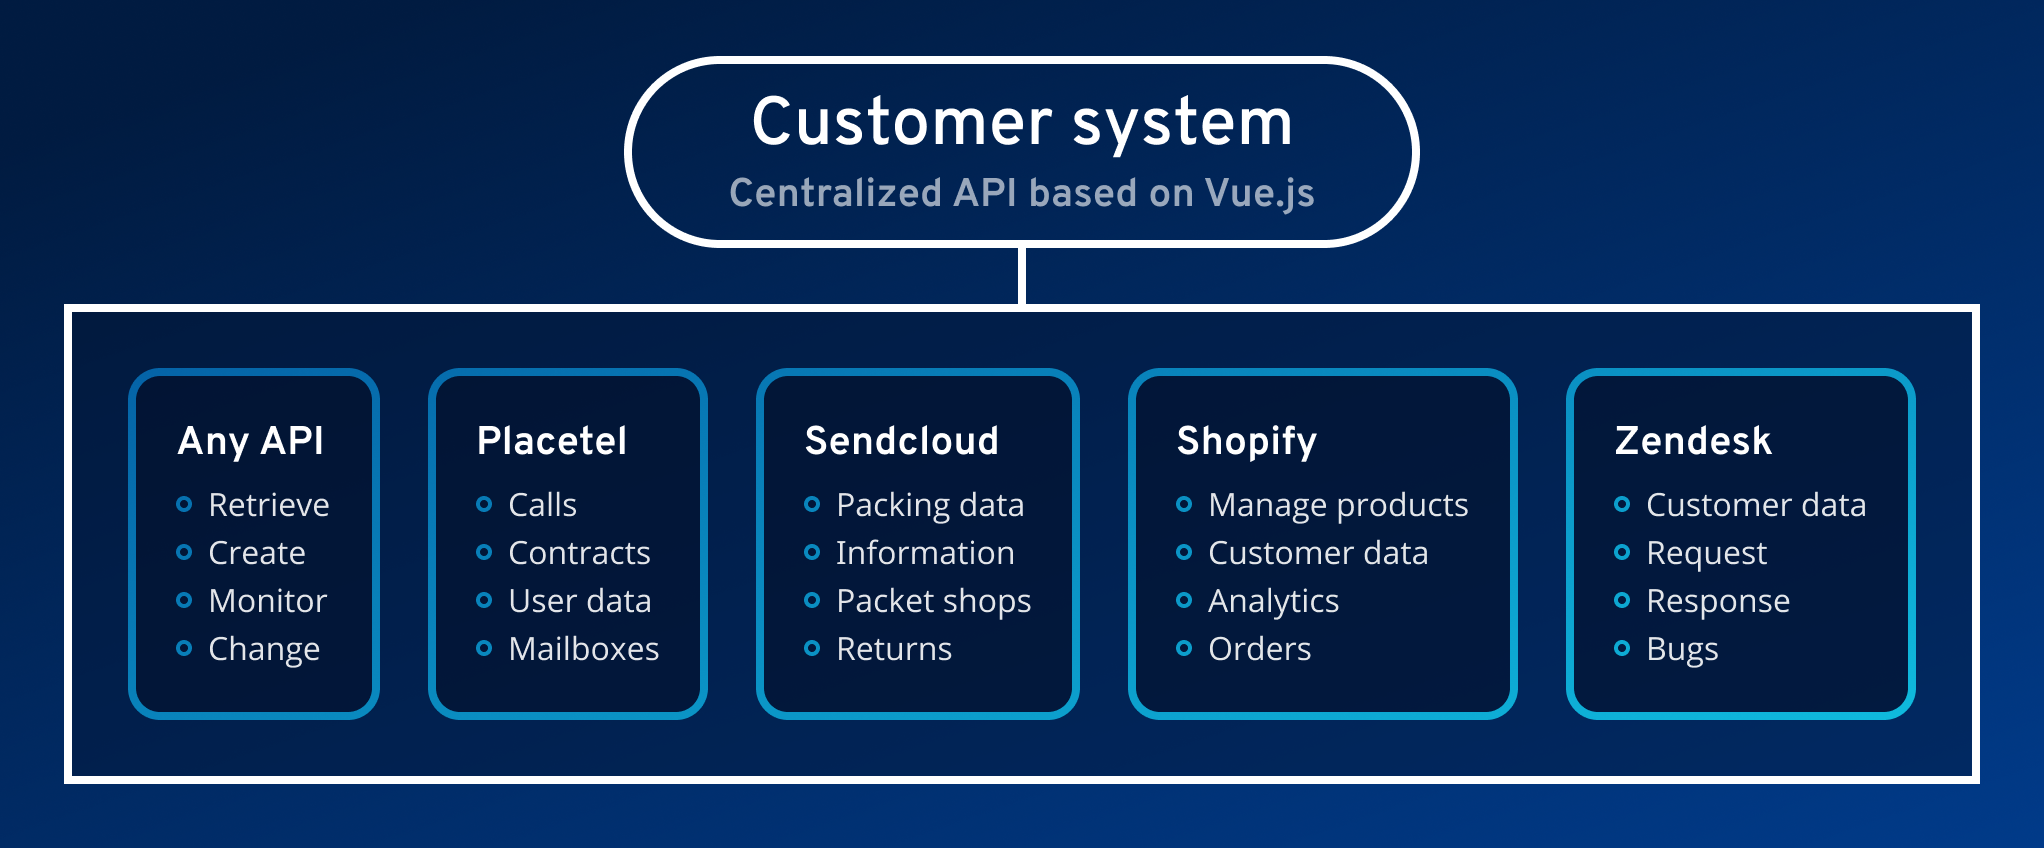 Customer system
Centralized API based on Vue.js
Any API
Retrieve
Create
Monitor
Change
Placetel
Calls
Contracts
User data
Mailboxes
Sendcloud
Packing data
Information
Packet shops
Returns
Shopify
Manage products
Customer data
Analytics
Orders
Zendesk
Customer data
Request
Response
Bugs